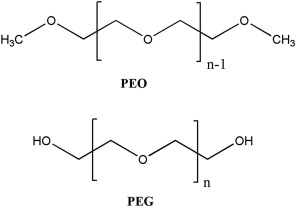 H₃C O O O CH₃
n-1
PEO
HO O OH
n
PEG